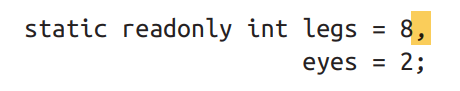 static readonly int legs = 8,
eyes = 2;